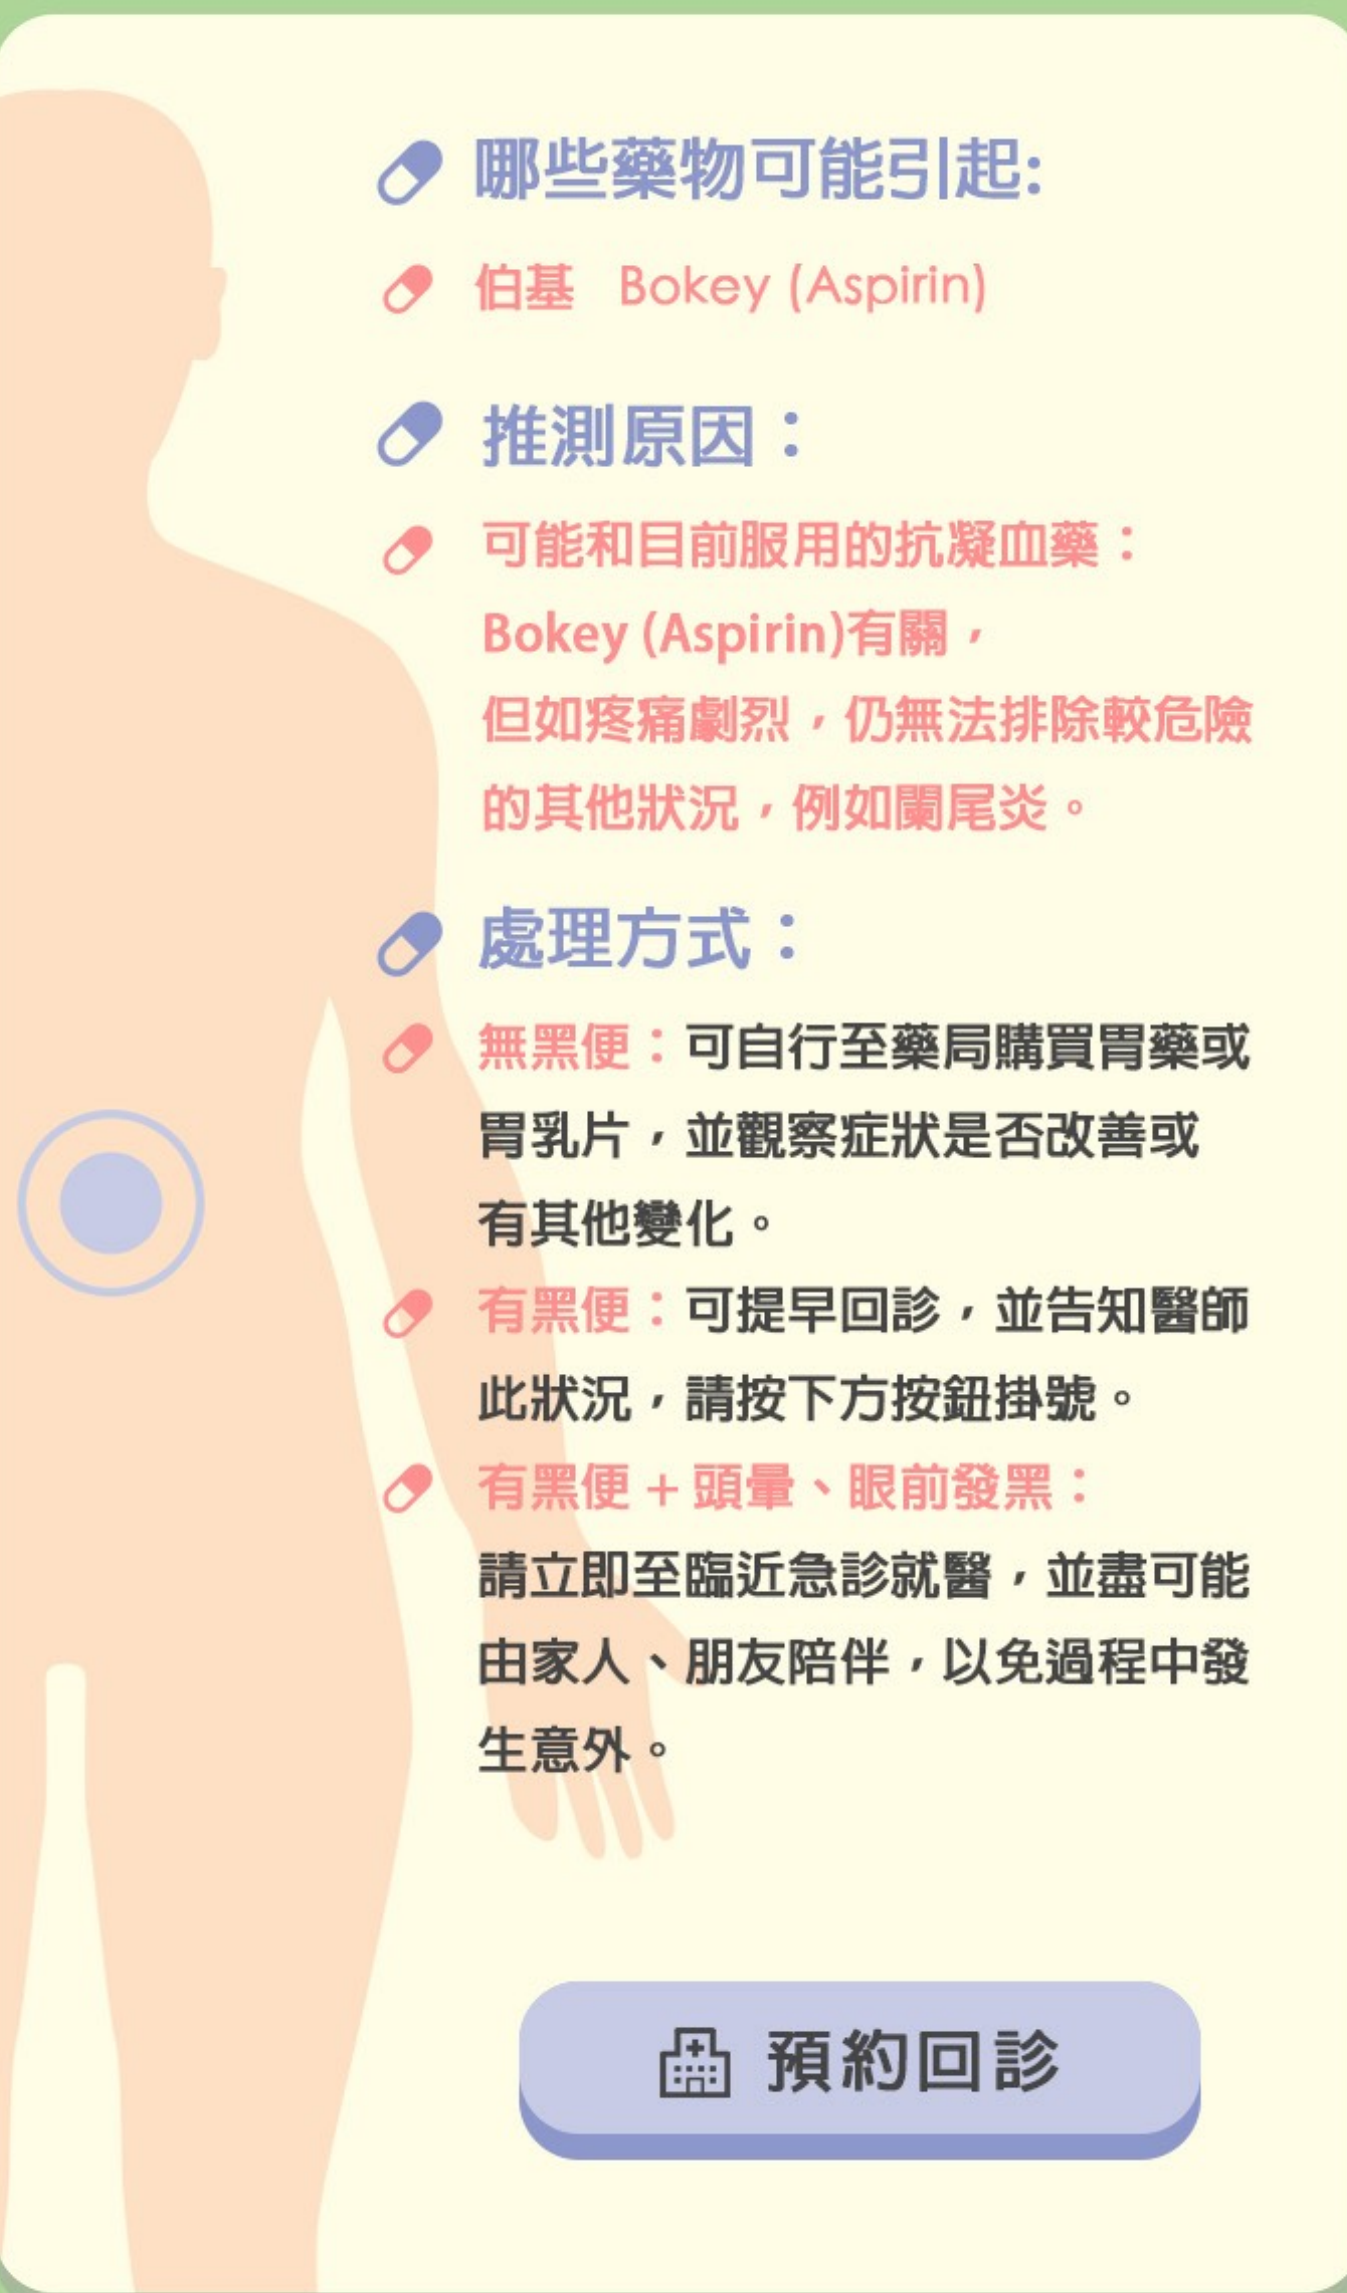 哪些藥物可能引起:
伯基 Bokey (Aspirin)
推測原因：
可能和目前服用的抗凝血藥：
Bokey (Aspirin)有關，
但如疼痛劇烈，仍無法排除較危險
的其他狀況，例如闌尾炎。
處理方式：
無黑便：可自行至藥局購買胃藥或
胃乳片，並觀察症狀是否改善或
有其他變化。
有黑便：可提早回診，並告知醫師
此狀況，請按下方按鈕掛號。
有黑便 + 頭暈、眼前發黑：
請立即至臨近急診就醫，並盡可能
由家人、朋友陪伴，以免過程中發
生意外。
預約回診